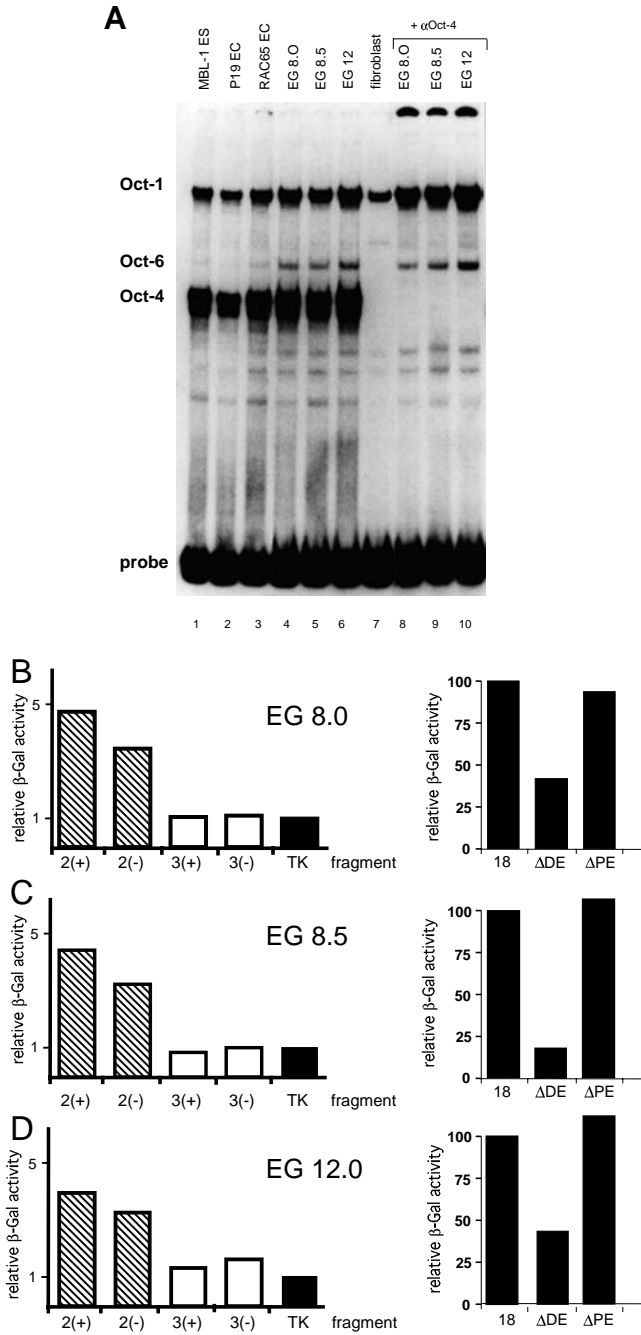 A
MBL-1 ES
P19 EC
RAC65 EC
EG 8.O
EG 8.5
EG 12
fibroblast
+ αOct-4
EG 8.O
EG 8.5
EG 12
Oct-1
Oct-6
Oct-4
probe
1 2 3 4 5 6 7 8 9 10
B
relative β-Gal activity
5
1
EG 8.0
2(+) 2(-) 3(+) 3(-) TK fragment
relative β-Gal activity
100
75
50
25
0
18 ΔDE ΔPE
C
relative β-Gal activity
5
1
EG 8.5
2(+) 2(-) 3(+) 3(-) TK fragment
relative β-Gal activity
100
75
50
25
0
18 ΔDE ΔPE
D
relative β-Gal activity
5
1
EG 12.0
2(+) 2(-) 3(+) 3(-) TK fragment
relative β-Gal activity
100
75
50
25
0
18 ΔDE ΔPE